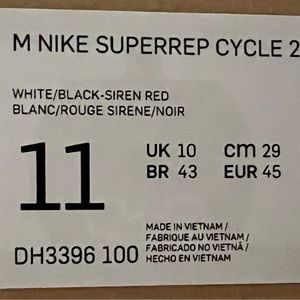 M NIKE SUPERREP CYCLE 2
WHITE/BLACK-SIREN RED
BLANC/ROUGE SIRENE/NOIR
11
UK 10 cm 29
BR 43 EUR 45
MADE IN VIETNAM /
FABRIQUE AU VIETNAM /
FABRICADO NO VIETNÃ /
HECHO EN VIETNAM
DH3396 100